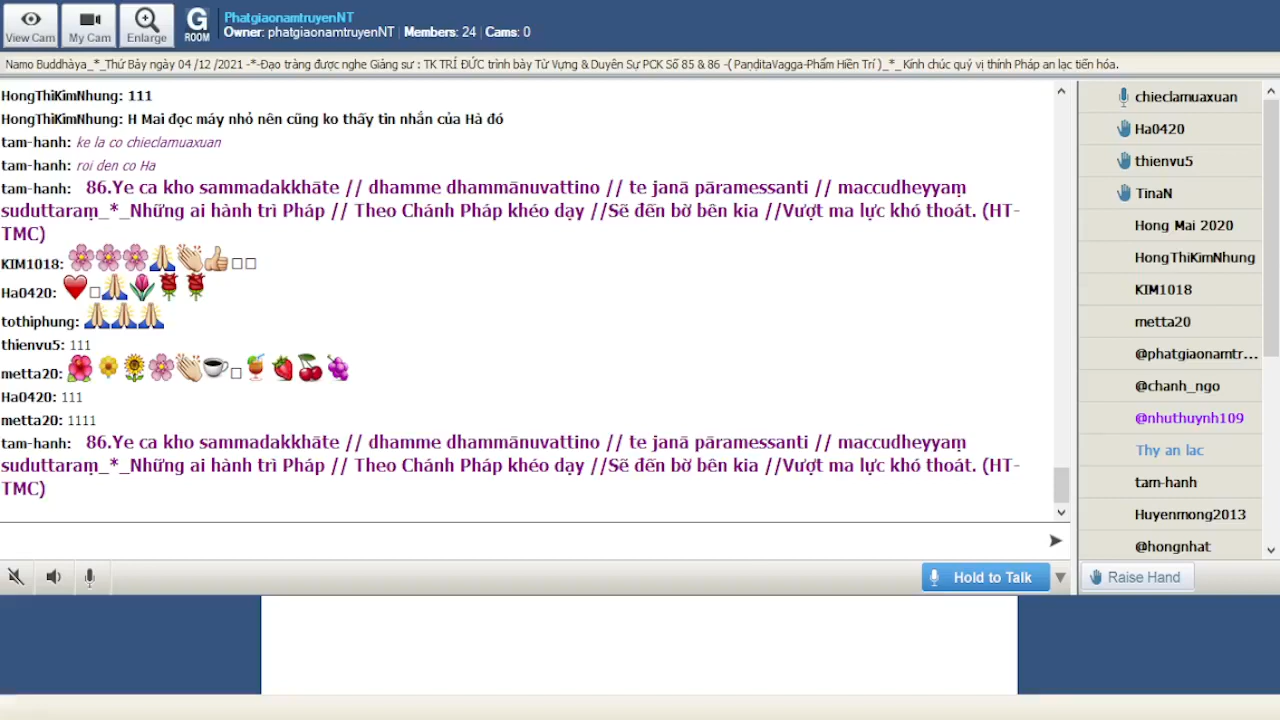 View Cam
My Cam
Enlarge
G
ROOM
PhatgiaonamtruyenNT
Owner: phatgiaonamtruyenNT | Members: 24 | Cams: 0
Namo Buddhàya_*_Thứ Bảy ngày 04 /12 /2021 -*-Đạo tràng được nghe Giảng sư : TK TRÍ ĐỨC trình bày Từ Vựng & Duyên Sự PCK Số 85 & 86 -( PaṇḍitaVagga-Phẩm Hiền Trí )_*_ Kính chúc quý vị thính Pháp an lạc tiến hóa.
HongThiKimNhung: 111
HongThiKimNhung: H Mai đọc máy nhỏ nên cũng ko thấy tin nhắn của Hà đó
tam-hanh: ke la co chieclamuaxuan
tam-hanh: roi den co Ha
tam-hanh: 86.Ye ca kho sammadakkhāte // dhamme dhammānuvattino // te janā pāramessanti // maccudheyyaṃ
suduttaraṃ_*_Những ai hành trì Pháp // Theo Chánh Pháp khéo dạy //Sẽ đến bờ bên kia //Vượt ma lực khó thoát. (HT-
TMC)
KIM1018: 🌸🌸🌸🙏👏👍
Ha0420: ❤️🙏🌷🌹🌹
tothiphung: 🙏🙏🙏
thienvu5: 111
metta20: 🌺🌼🌻🌸👏☕🍹🍓🍒🍇
Ha0420: 111
metta20: 1111
tam-hanh: 86.Ye ca kho sammadakkhāte // dhamme dhammānuvattino // te janā pāramessanti // maccudheyyaṃ
suduttaraṃ_*_Những ai hành trì Pháp // Theo Chánh Pháp khéo dạy //Sẽ đến bờ bên kia //Vượt ma lực khó thoát. (HT-
TMC)
Hold to Talk
chieclamuaxuan
Ha0420
thienvu5
TinaN
Hong Mai 2020
HongThiKimNhung
KIM1018
metta20
@phatgiaonamtr...
@chanh_ngo
@nhuthuynh109
Thy an lac
tam-hanh
Huyenmong2013
@hongnhat
Raise Hand